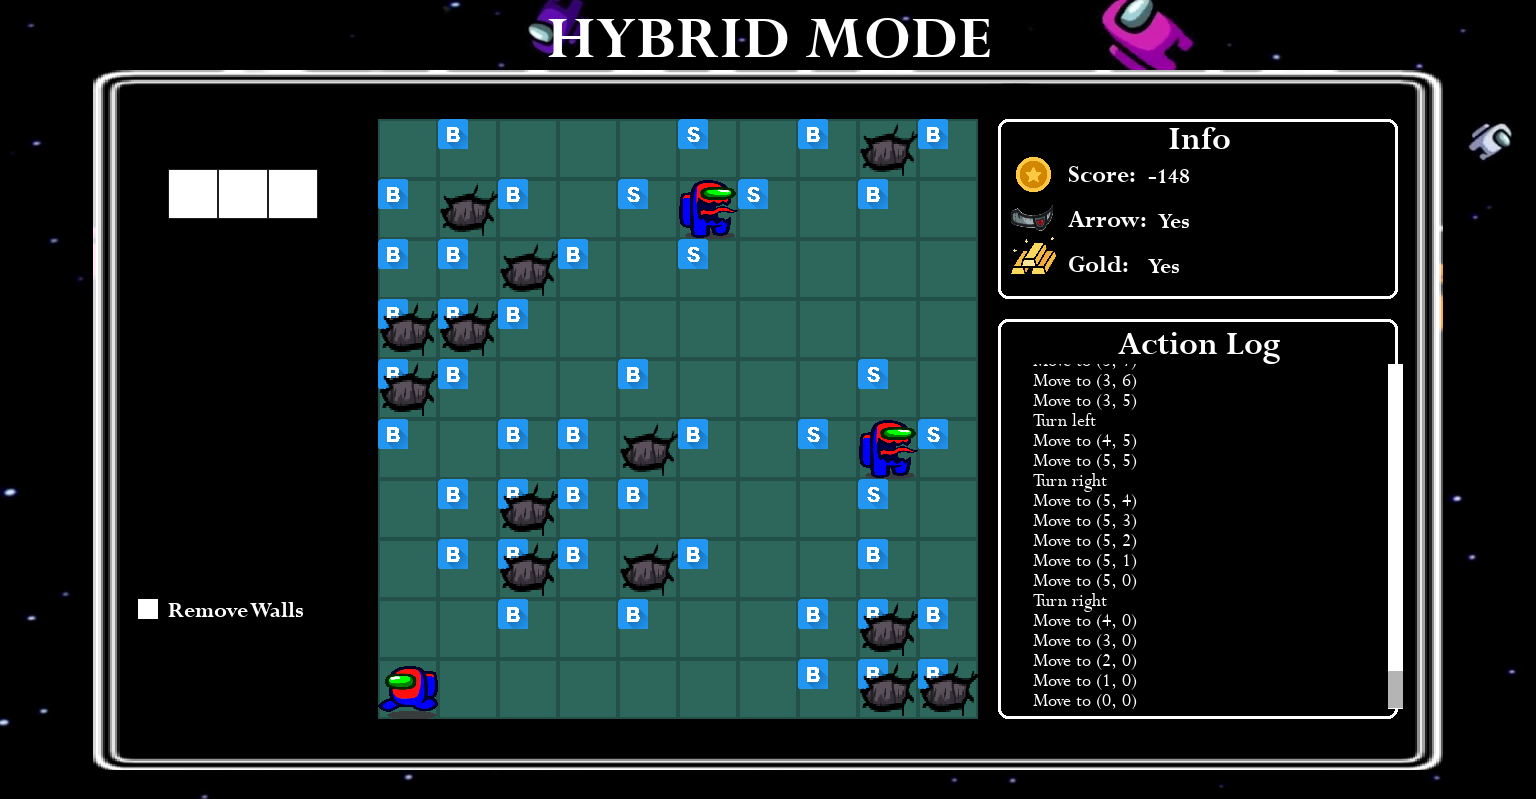 HYBRID MODE
B S B B
B B S S B
B B B S
B B B
B B B S
B B B B S S
B B B B S
B B B B B
B B B B B
B B B
Remove Walls
Info
Score: -148
Arrow: Yes
Gold: Yes
Action Log
Move to (3, 6)
Move to (3, 5)
Turn left
Move to (4, 5)
Move to (5, 5)
Turn right
Move to (5, 4)
Move to (5, 3)
Move to (5, 2)
Move to (5, 1)
Move to (5, 0)
Turn right
Move to (4, 0)
Move to (3, 0)
Move to (2, 0)
Move to (1, 0)
Move to (0, 0)